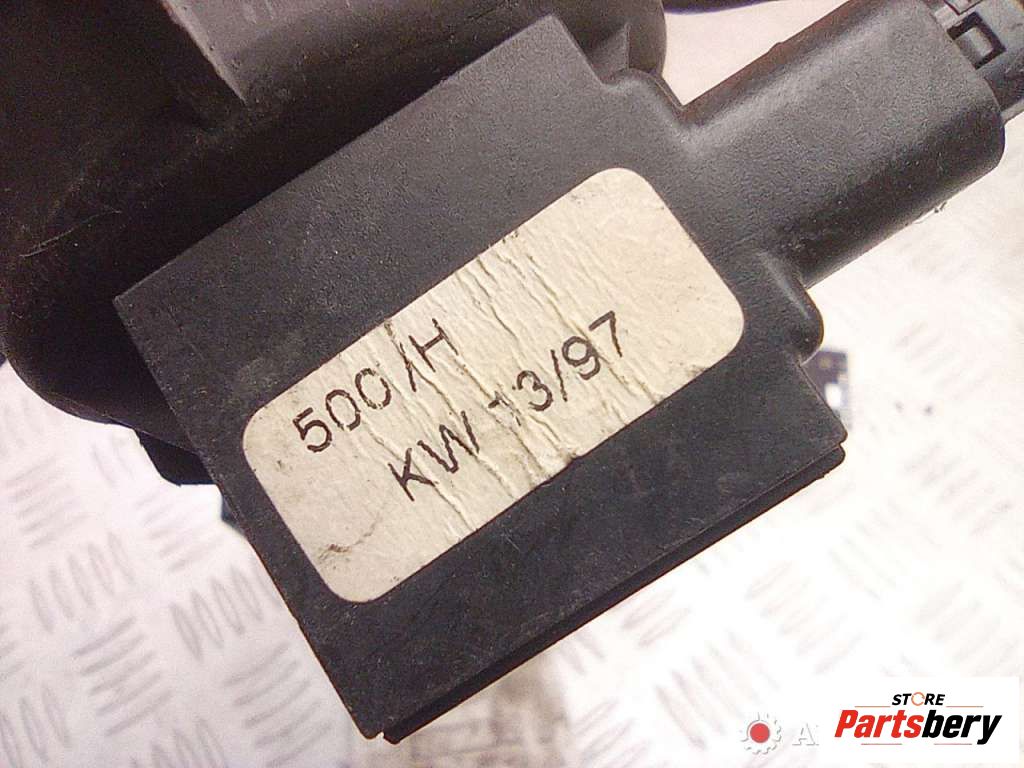 500/H
KW 13/97
STORE
Partsbery
A